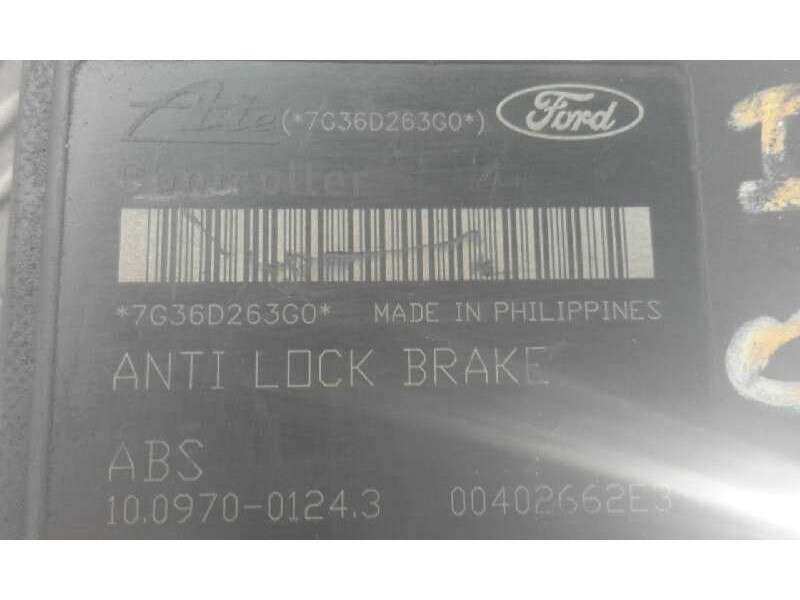 Ate (*7G36D263G0*) Ford
Controller
*7G36D263G0* MADE IN PHILIPPINES
ANTI LOCK BRAKE
ABS
10.0970-0124.3 00402662E3